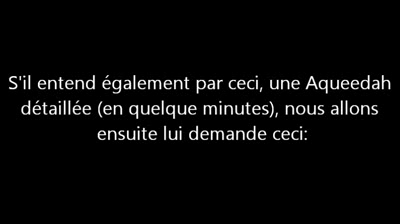 S'il entend également par ceci, une Aqueedah
détaillée (en quelque minutes), nous allons
ensuite lui demande ceci: